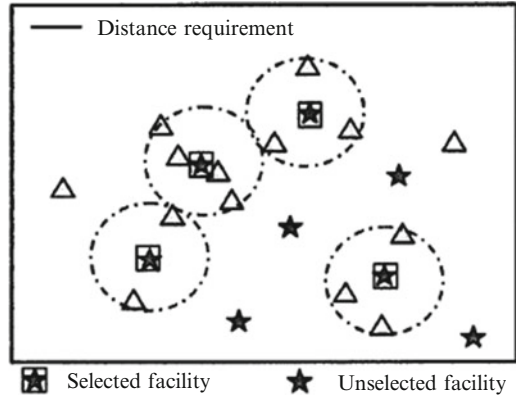 Distance requirement
Selected facility
Unselected facility